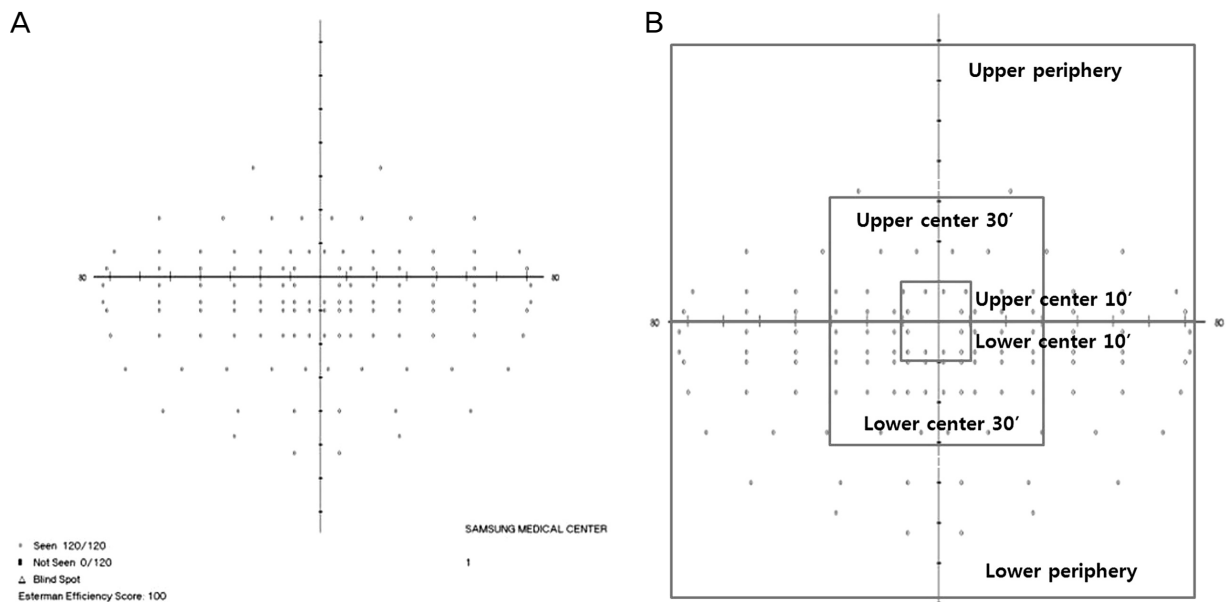 A
80
80
SAMSUNG MEDICAL CENTER
Seen 120/120
Not Seen 0/120
1
Blind Spot
Esterman Efficiency Score: 100
B
Upper periphery
Upper center 30′
Upper center 10′
80
80
Lower center 10′
Lower center 30′
Lower periphery